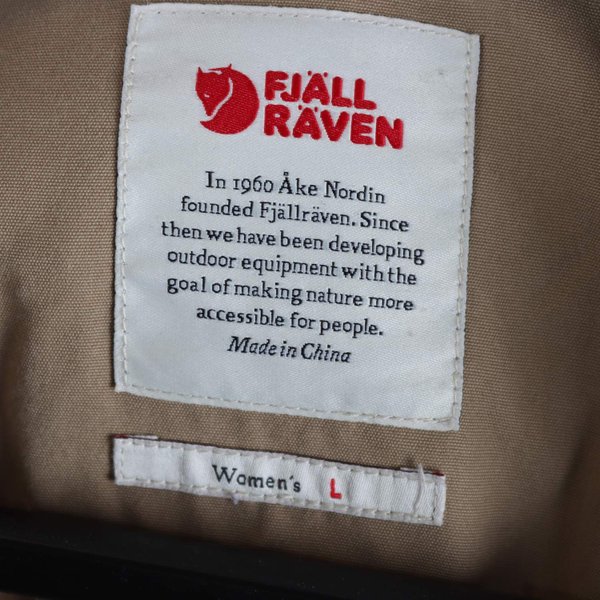 FJÄLL
RÄVEN
In 1960 Åke Nordin
founded Fjällräven. Since
then we have been developing
outdoor equipment with the
goal of making nature more
accessible for people.
Made in China
Women's L